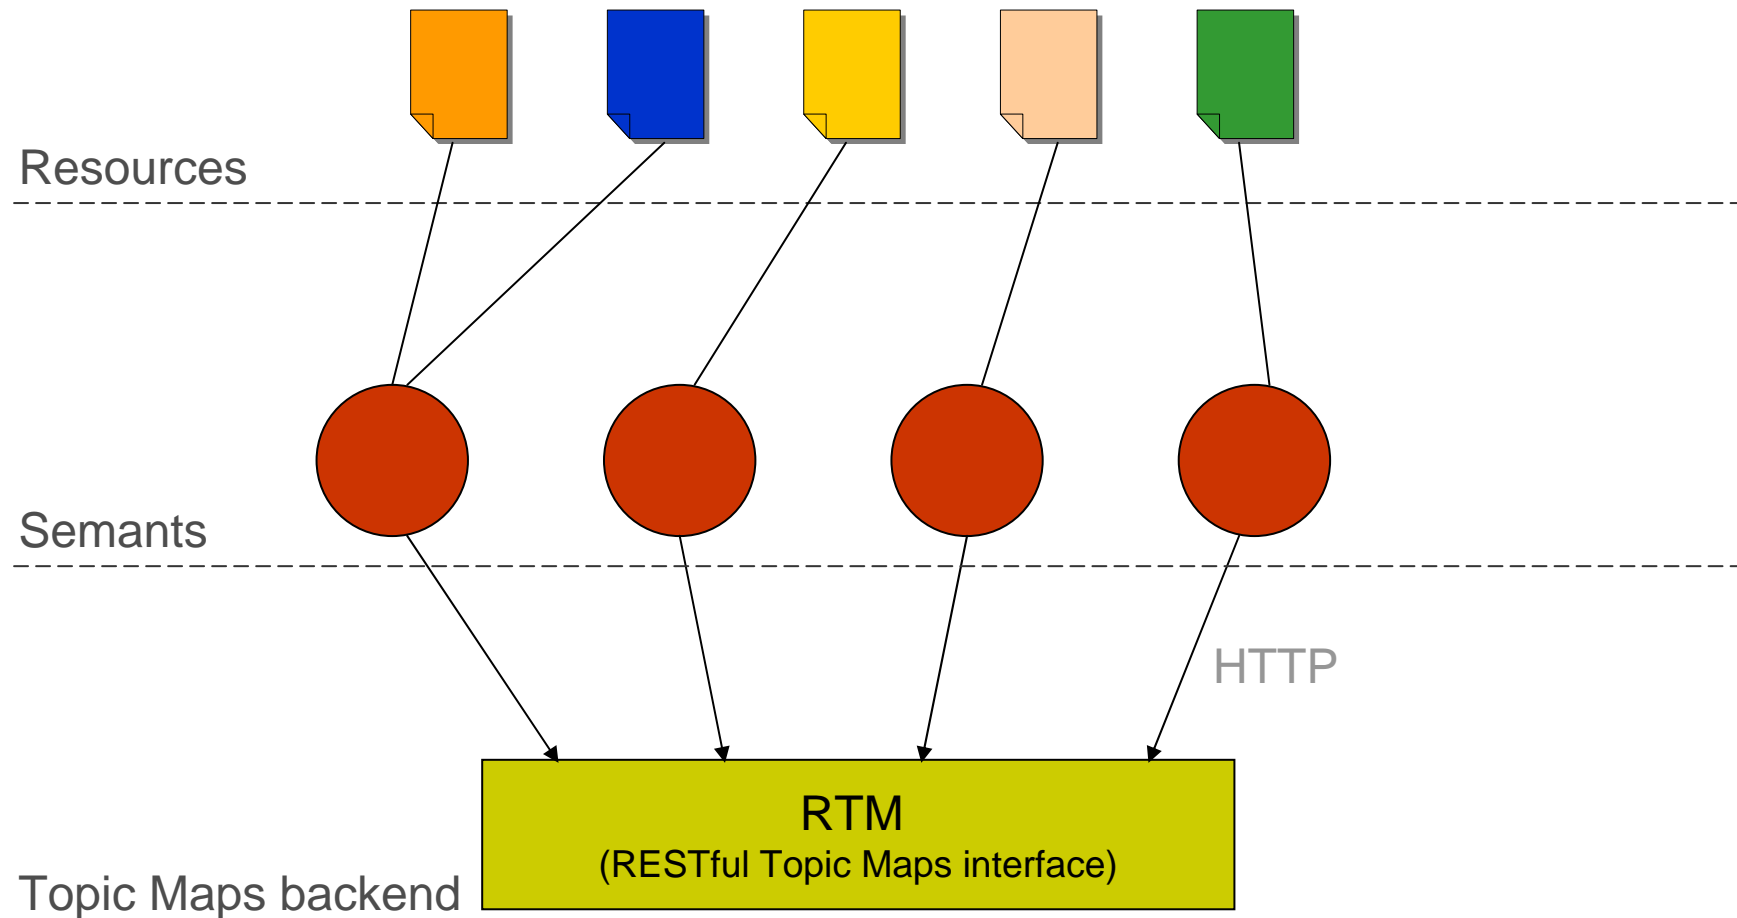 Resources
Semants
HTTP
RTM
(RESTful Topic Maps interface)
Topic Maps backend